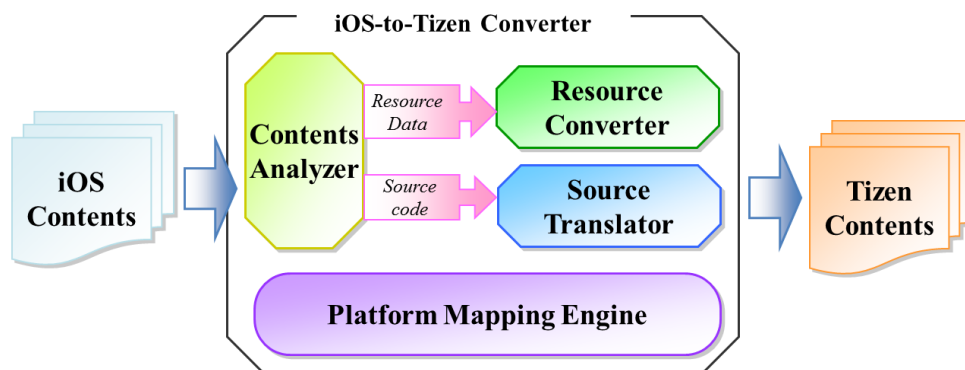 iOS-to-Tizen Converter
iOS
Contents
Contents
Analyzer
Resource
Data
Source
code
Resource
Converter
Source
Translator
Platform Mapping Engine
Tizen
Contents